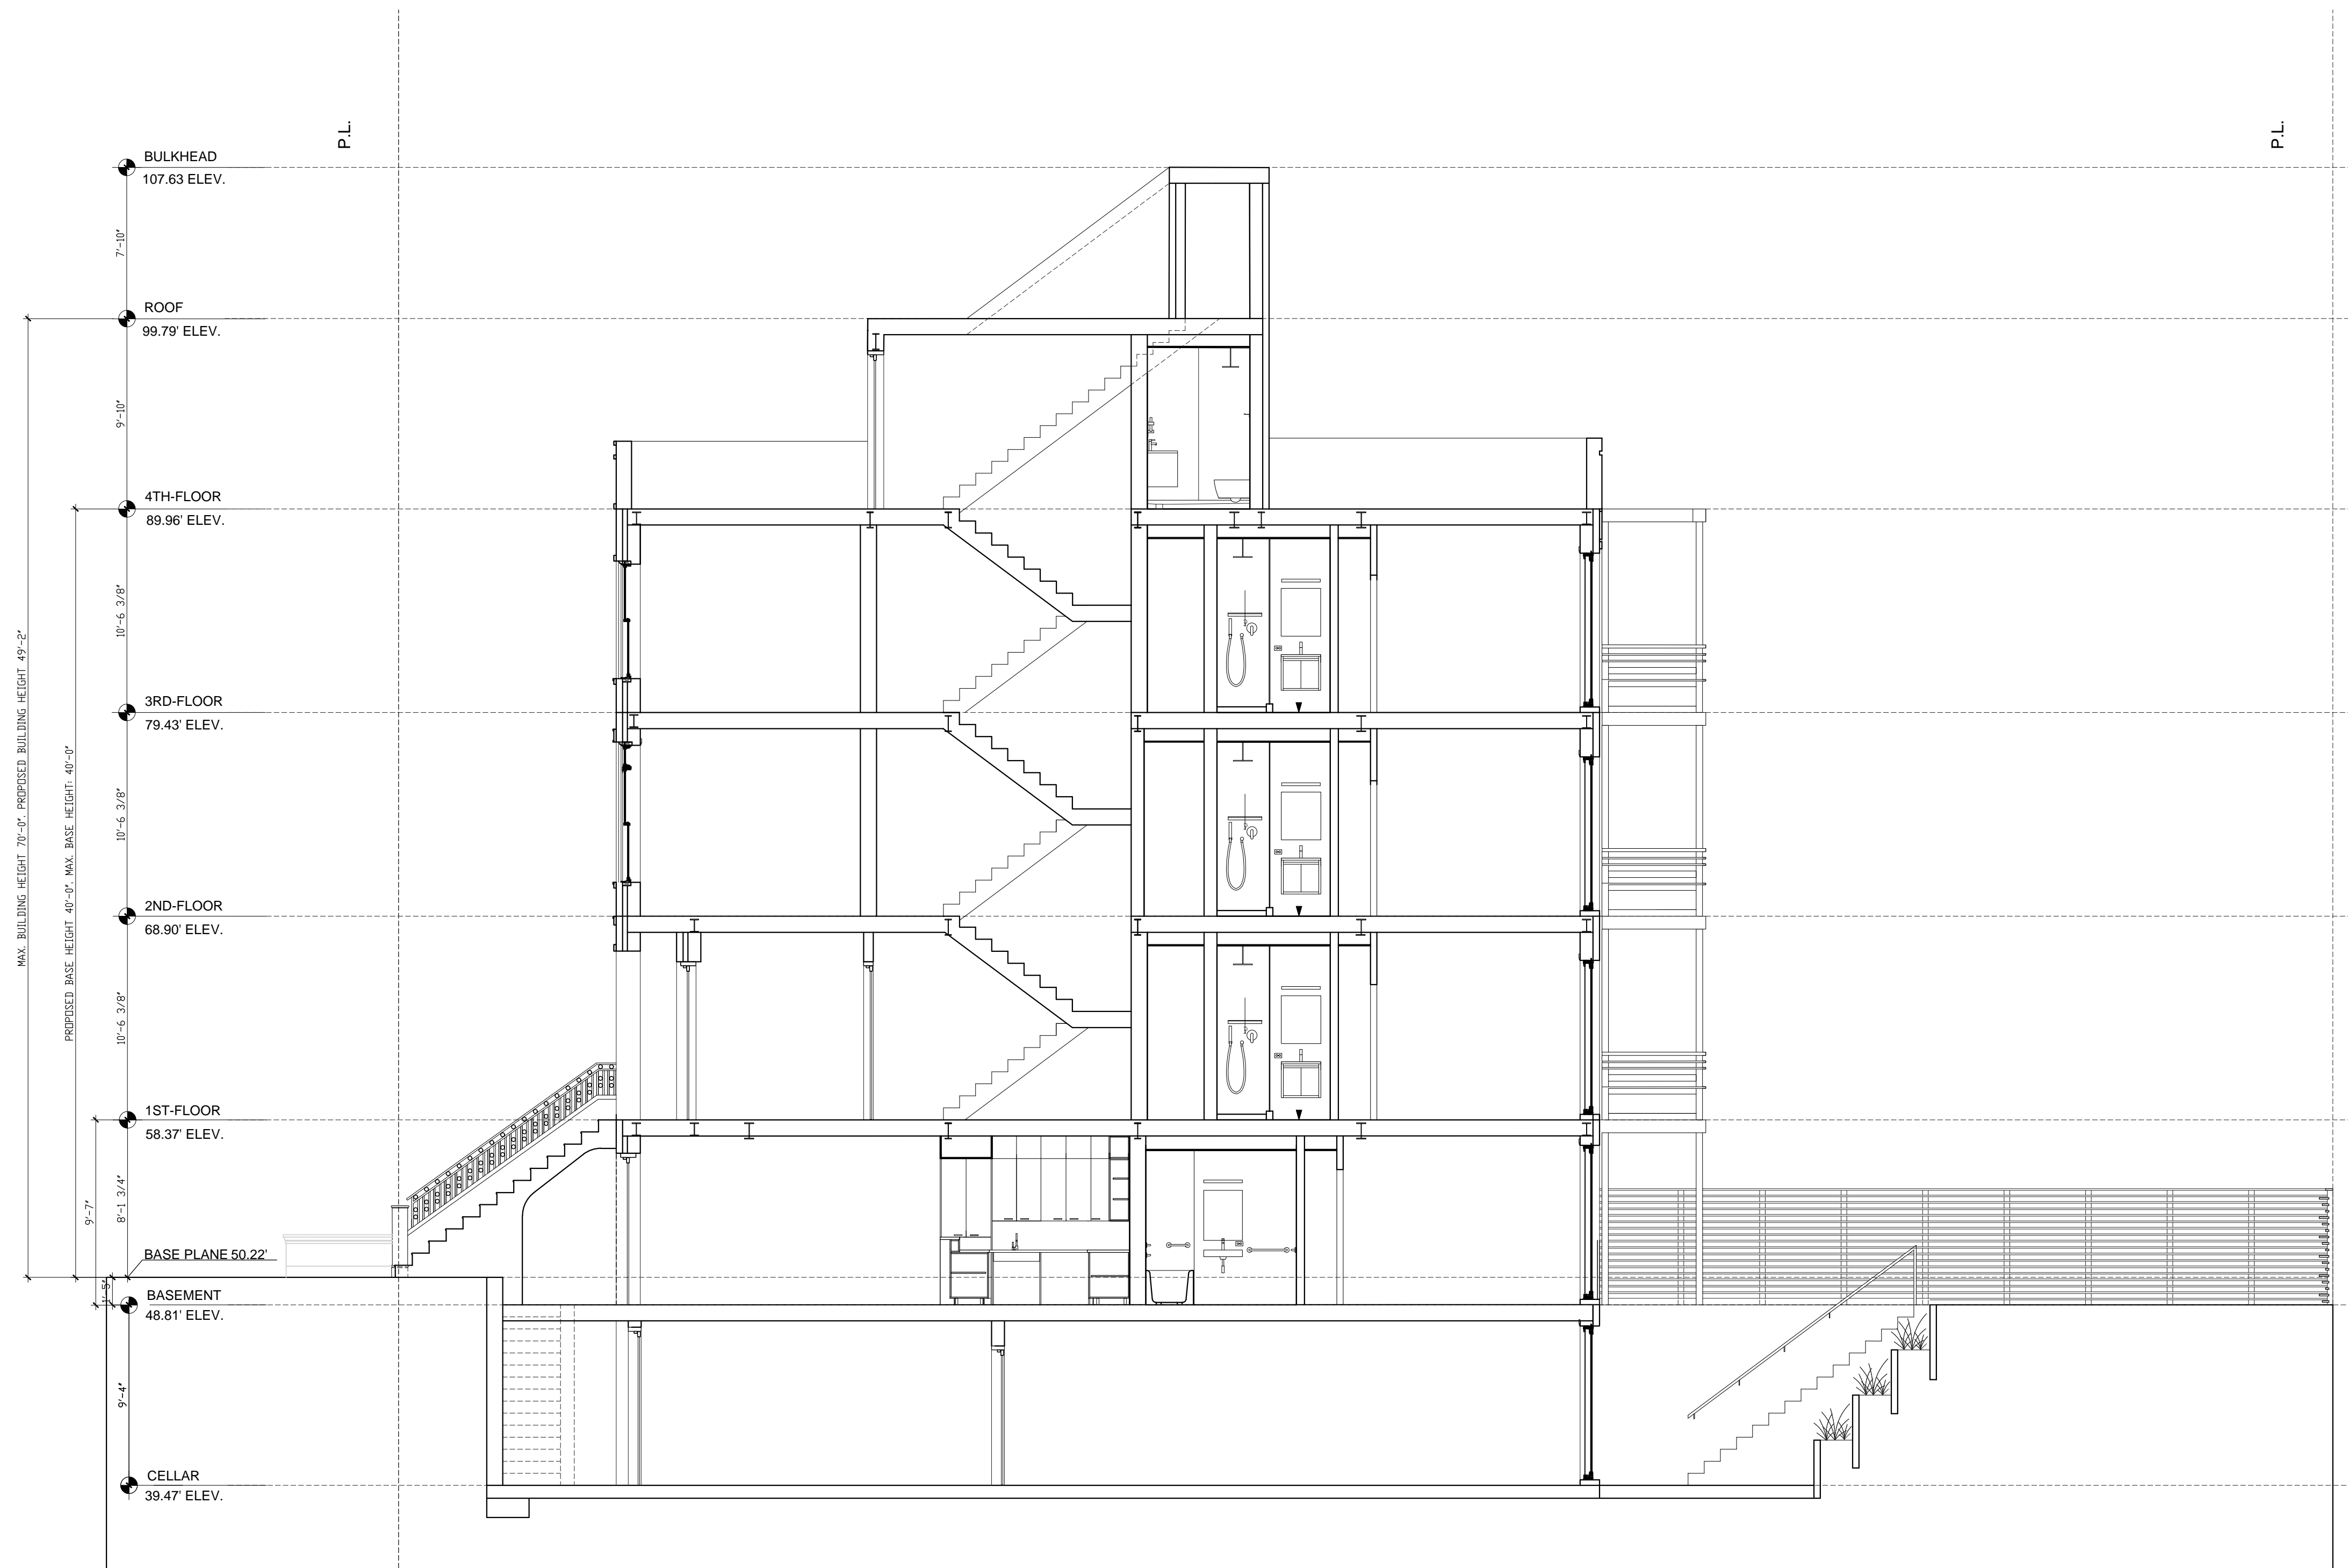 P.L.
P.L.
BULKHEAD
107.63 ELEV.
7'-10"
ROOF
99.79' ELEV.
9'-10"
4TH-FLOOR
89.96' ELEV.
10'-6 3/8"
3RD-FLOOR
79.43' ELEV.
10'-6 3/8"
2ND-FLOOR
68.90' ELEV.
10'-6 3/8"
1ST-FLOOR
58.37' ELEV.
8'-1 3/4"
9'-7"
BASE PLANE 50.22'
1'-5"
BASEMENT
48.81' ELEV.
9'-4"
CELLAR
39.47' ELEV.
MAX. BUILDING HEIGHT 70'-0". PROPOSED BUILDING HEIGHT 49'-2"
PROPOSED BASE HEIGHT 40'-0". MAX. BASE HEIGHT: 40'-0"